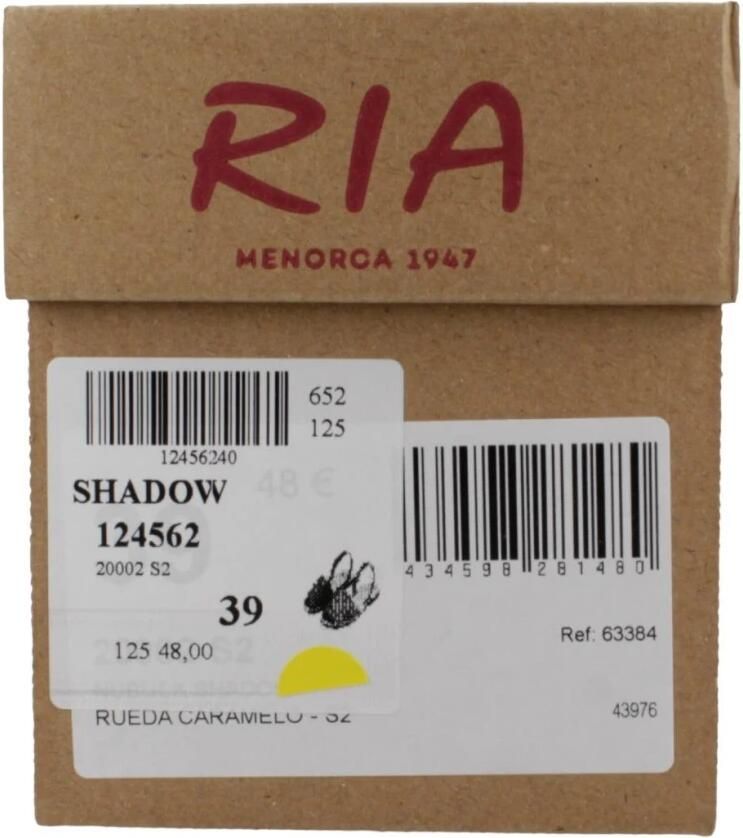 RIA
MENORCA 1947
652
125
12456240
SHADOW
48 €
124562
20002 S2
39
125 48,00
434598 281480
Ref: 63384
RUEDA CARAMELO - S2
43976